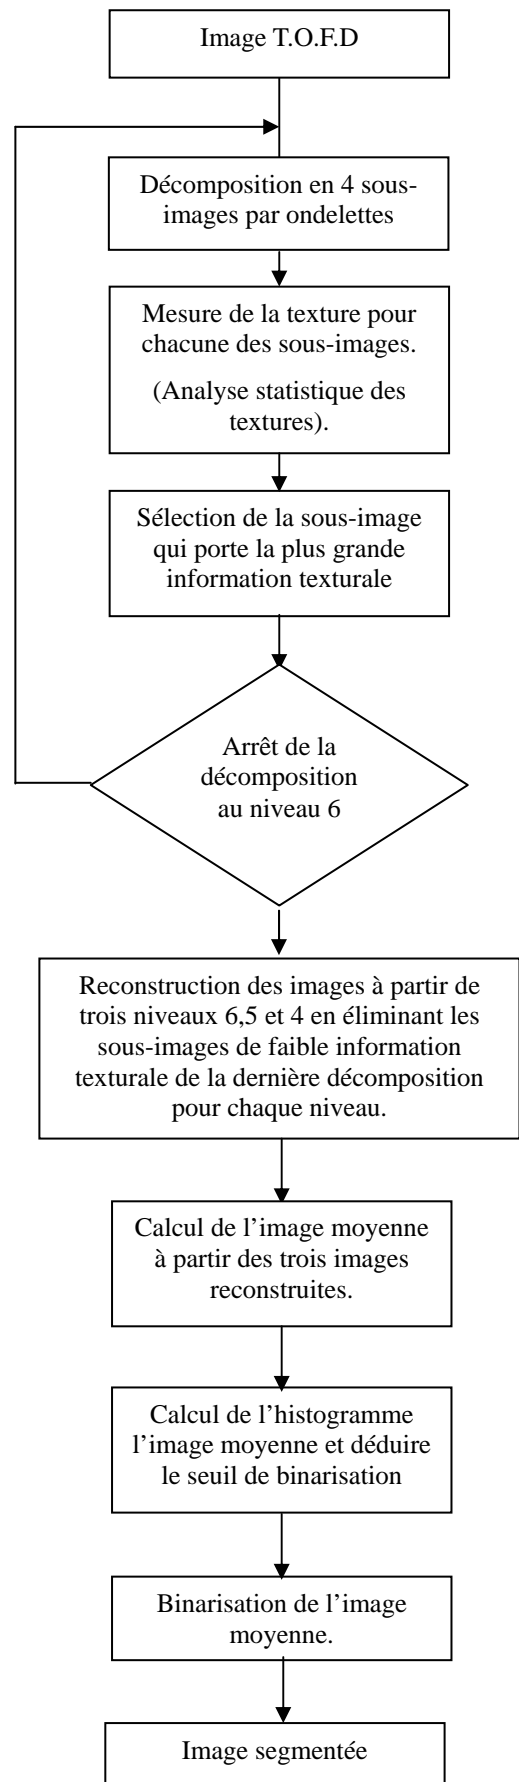 Image T.O.F.D
Décomposition en 4 sous-
images par ondelettes
Mesure de la texture pour
chacune des sous-images.
(Analyse statistique des
textures).
Sélection de la sous-image
qui porte la plus grande
information texturale
Arrêt de la
décomposition
au niveau 6
Reconstruction des images à partir de
trois niveaux 6,5 et 4 en éliminant les
sous-images de faible information
texturale de la dernière décomposition
pour chaque niveau.
Calcul de l’image moyenne
à partir des trois images
reconstruites.
Calcul de l’histogramme
l’image moyenne et déduire
le seuil de binarisation
Binarisation de l’image
moyenne.
Image segmentée